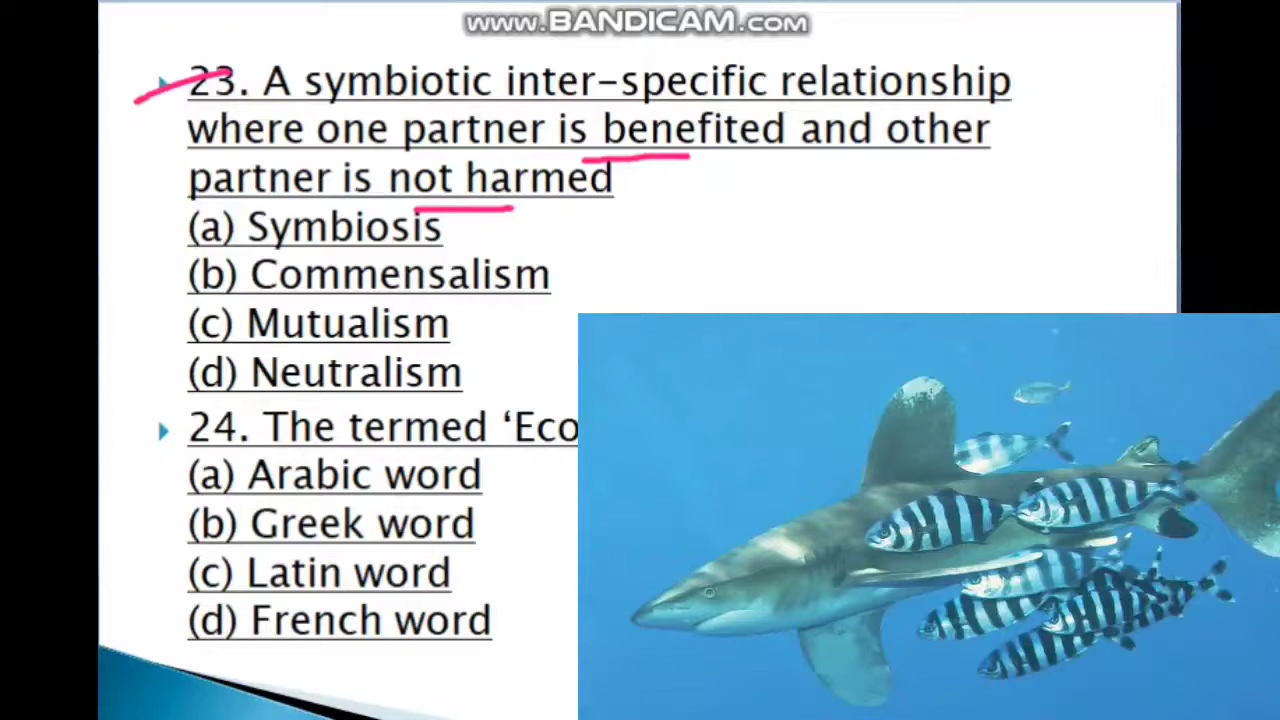 www.BANDICAM.com
23. A symbiotic inter-specific relationship
where one partner is benefited and other
partner is not harmed
(a) Symbiosis
(b) Commensalism
(c) Mutualism
(d) Neutralism
24. The termed ‘Eco
(a) Arabic word
(b) Greek word
(c) Latin word
(d) French word